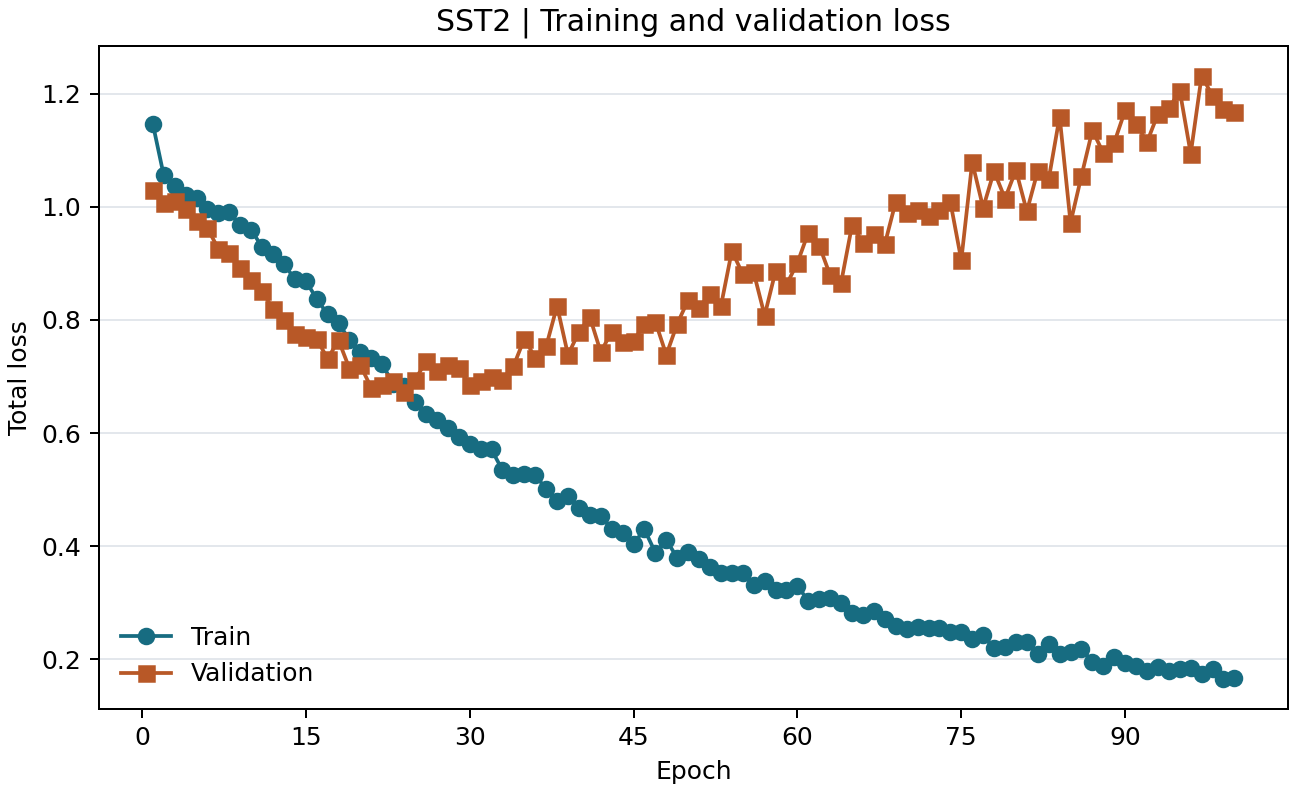 SST2 | Training and validation loss
Total loss
1.2
1.0
0.8
0.6
0.4
0.2
Train
Validation
0 15 30 45 60 75 90
Epoch